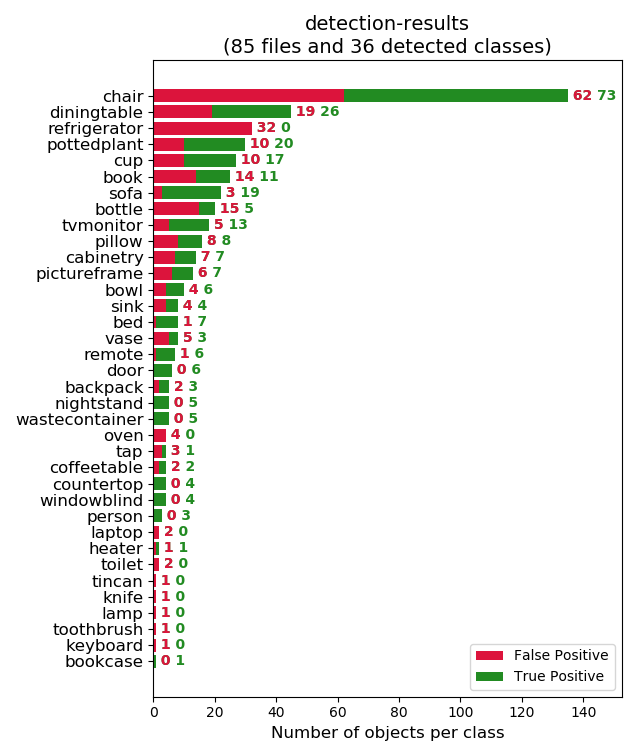 detection-results
(85 files and 36 detected classes)
chair 62 73
diningtable 19 26
refrigerator 32 0
pottedplant 10 20
cup 10 17
book 14 11
sofa 3 19
bottle 15 5
tvmonitor 5 13
pillow 8 8
cabinetry 7 7
pictureframe 6 7
bowl 4 6
sink 4 4
bed 1 7
vase 5 3
remote 1 6
door 0 6
backpack 2 3
nightstand 0 5
wastecontainer 0 5
oven 4 0
tap 3 1
coffeetable 2 2
countertop 0 4
windowblind 0 4
person 0 3
laptop 2 0
heater 1 1
toilet 2 0
tincan 1 0
knife 1 0
lamp 1 0
toothbrush 1 0
keyboard 1 0
bookcase 0 1
False Positive
True Positive
0 20 40 60 80 100 120 140
Number of objects per class